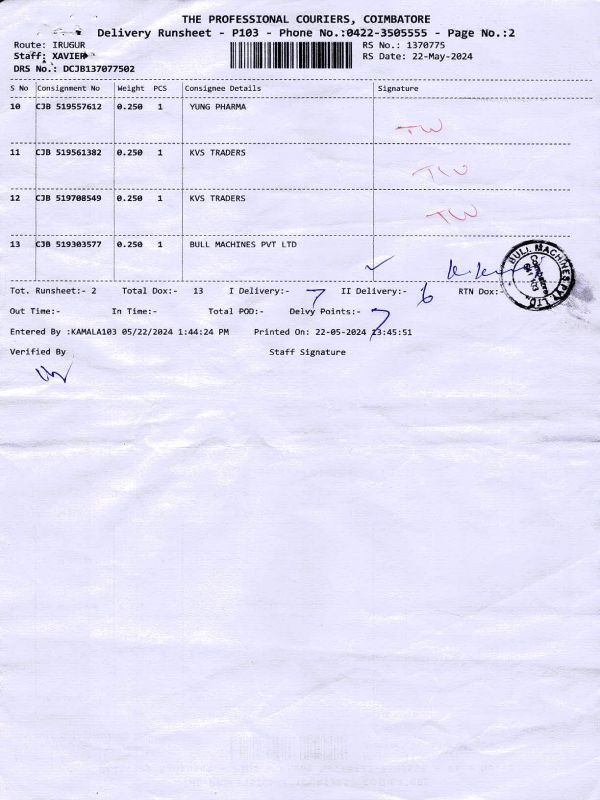 THE PROFESSIONAL COURIERS, COIMBATORE
Delivery Runsheet - P103 - Phone No.:0422-3505555 - Page No.:2
Route: IRUGUR RS No.: 1370775
Staff: XAVIER RS Date: 22-May-2024
DRS No.: DCJB137077502
S No Consignment No Weight PCS Consignee Details Signature
10 CJB 519557612 0.250 1 YUNG PHARMA
TW
11 CJB 519561382 0.250 1 KVS TRADERS
TW
12 CJB 519708549 0.250 1 KVS TRADERS
TW
13 CJB 519303577 0.250 1 BULL MACHINES PVT LTD
BULL MACHINES PVT LTD
Tot. Runsheet:- 2 Total Dox:- 13 I Delivery:- 7 II Delivery:- 6 RTN Dox:-
Out Time:- In Time:- Total POD:- Delvy Points:- 7
Entered By :KAMALA103 05/22/2024 1:44:24 PM Printed On: 22-05-2024 13:45:51
Verified By Staff Signature